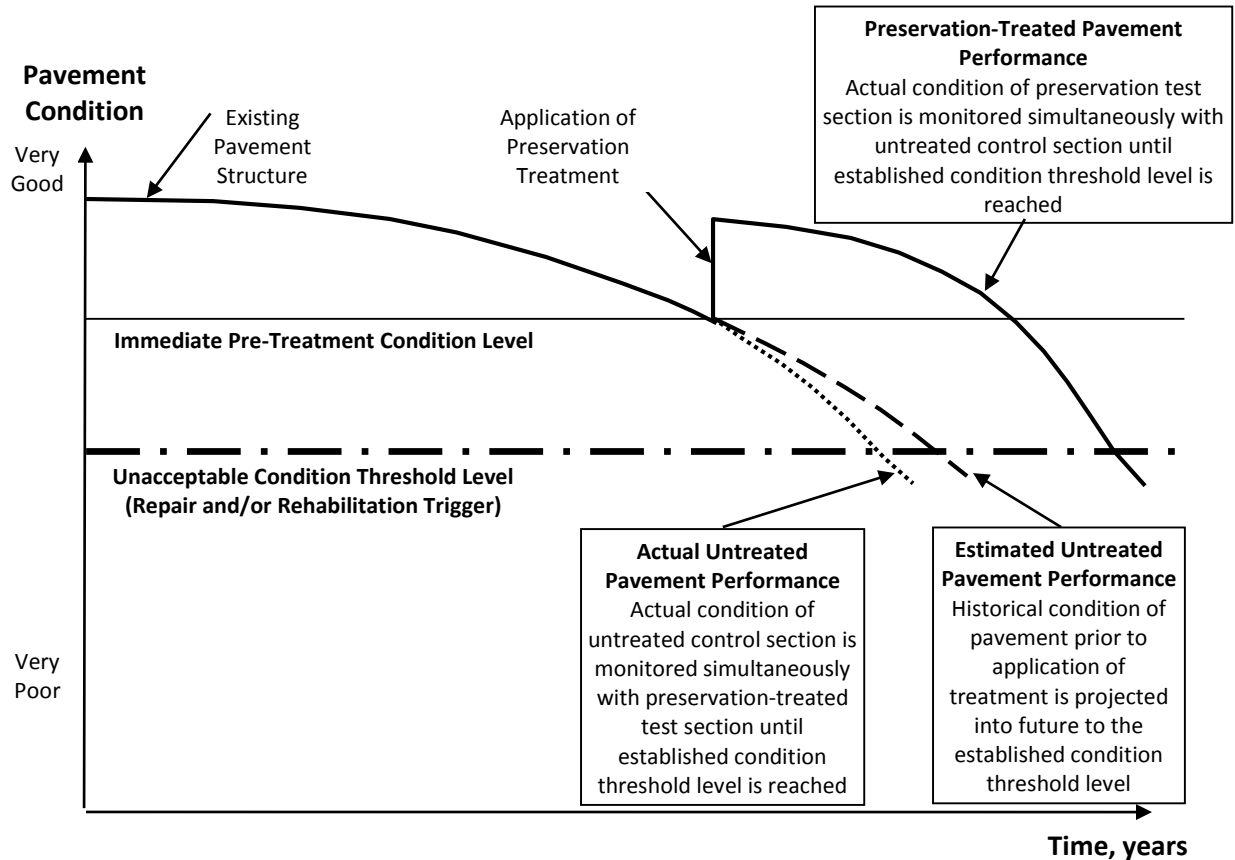 Pavement
Condition
Very
Good
Existing
Pavement
Structure
Application of
Preservation
Treatment
Preservation-Treated Pavement
Performance
Actual condition of preservation test
section is monitored simultaneously with
untreated control section until
established condition threshold level is
reached
Immediate Pre-Treatment Condition Level
Unacceptable Condition Threshold Level
(Repair and/or Rehabilitation Trigger)
Actual Untreated
Pavement Performance
Actual condition of
untreated control section is
monitored simultaneously
with preservation-treated
test section until
established condition
threshold level is reached
Estimated Untreated
Pavement Performance
Historical condition of
pavement prior to
application of
treatment is projected
into future to the
established condition
threshold level
Very
Poor
Time, years